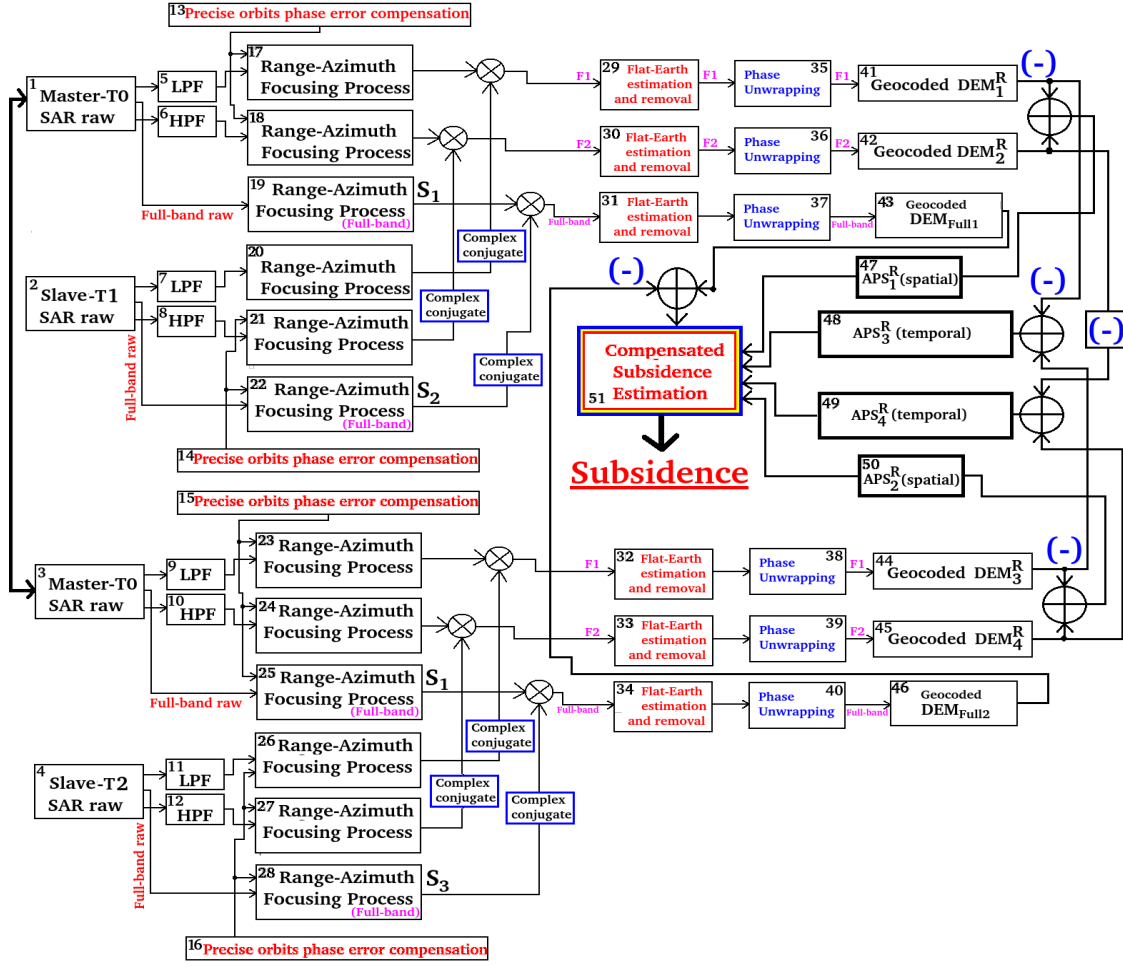 13 Precise orbits phase error compensation
1 Master-T0
SAR raw
5 LPF
6 HPF
Full-band raw
17 Range-Azimuth
Focusing Process
18 Range-Azimuth
Focusing Process
19 Range-Azimuth
Focusing Process
(Full-band)
S1
2 Slave-T1
SAR raw
7 LPF
8 HPF
Full-band raw
20 Range-Azimuth
Focusing Process
21 Range-Azimuth
Focusing Process
22 Range-Azimuth
Focusing Process
(Full-band)
S2
14 Precise orbits phase error compensation
Complex
conjugate
Complex
conjugate
Complex
conjugate
F1
29 Flat-Earth
estimation
and removal
F1
35 Phase
Unwrapping
F1
41 Geocoded DEM1R
(-)
F2
30 Flat-Earth
estimation
and removal
F2
36 Phase
Unwrapping
F2
42 Geocoded DEM2R
Full-band
31 Flat-Earth
estimation
and removal
37 Phase
Unwrapping
Full-band
43 Geocoded
DEMFull1
(-)
47 APS1R (spatial)
(-)
48 APS3R (temporal)
(-)
49 APS4R (temporal)
50 APS2R (spatial)
Compensated
Subsidence
Estimation
51
Subsidence
15 Precise orbits phase error compensation
3 Master-T0
SAR raw
9 LPF
10 HPF
Full-band raw
23 Range-Azimuth
Focusing Process
24 Range-Azimuth
Focusing Process
25 Range-Azimuth
Focusing Process
(Full-band)
S1
4 Slave-T2
SAR raw
11 LPF
12 HPF
Full-band raw
26 Range-Azimuth
Focusing Process
27 Range-Azimuth
Focusing Process
28 Range-Azimuth
Focusing Process
(Full-band)
S3
16 Precise orbits phase error compensation
Complex
conjugate
Complex
conjugate
Complex
conjugate
F1
32 Flat-Earth
estimation
and removal
38 Phase
Unwrapping
F1
44 Geocoded DEM3R
(-)
F2
33 Flat-Earth
estimation
and removal
39 Phase
Unwrapping
F2
45 Geocoded DEM4R
Full-band
34 Flat-Earth
estimation
and removal
40 Phase
Unwrapping
Full-band
46 Geocoded
DEMFull2